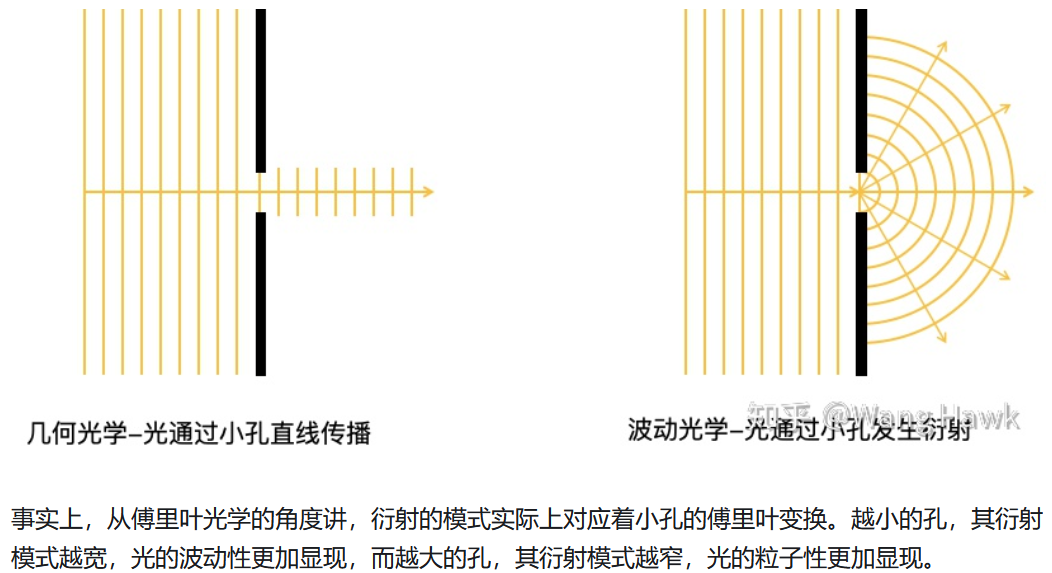 几何光学–光通过小孔直线传播
知乎 @Wang Hawk
波动光学–光通过小孔发生衍射
事实上，从傅里叶光学的角度讲，衍射的模式实际上对应着小孔的傅里叶变换。越小的孔，其衍射
模式越宽，光的波动性更加显现，而越大的孔，其衍射模式越窄，光的粒子性更加显现。